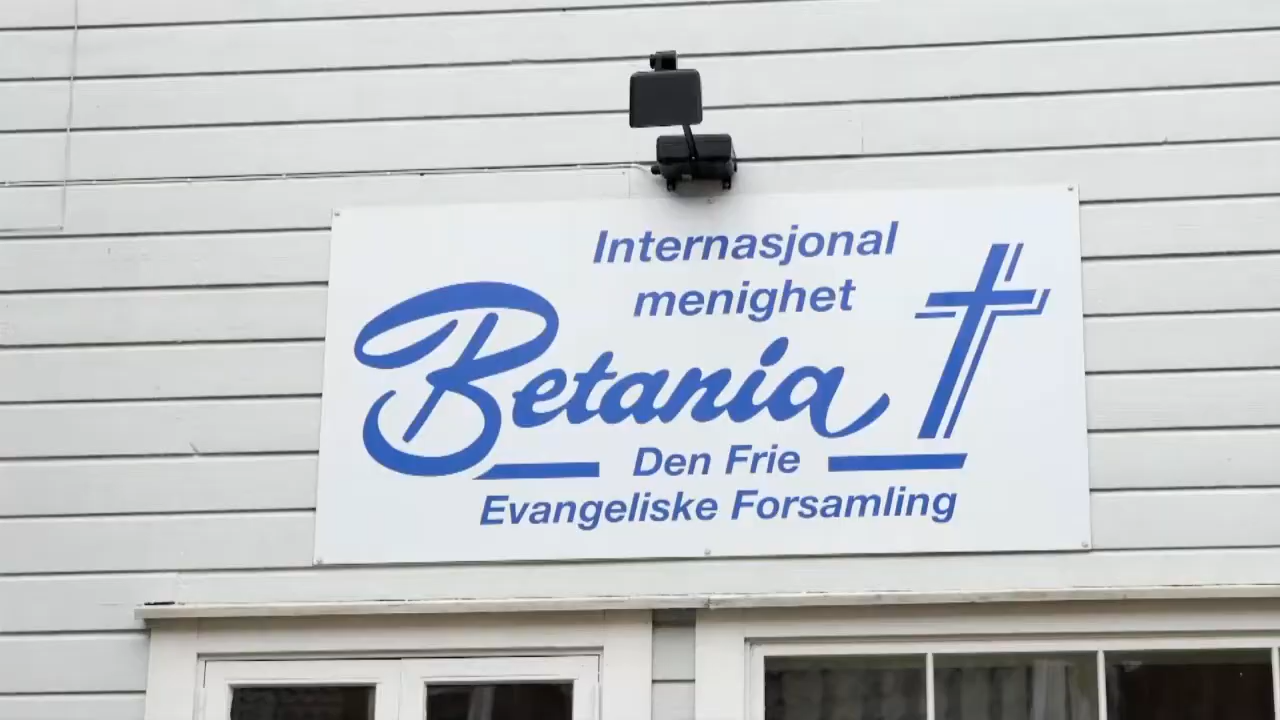 Internasjonal
menighet
Betania
Den Frie
Evangeliske Forsamling